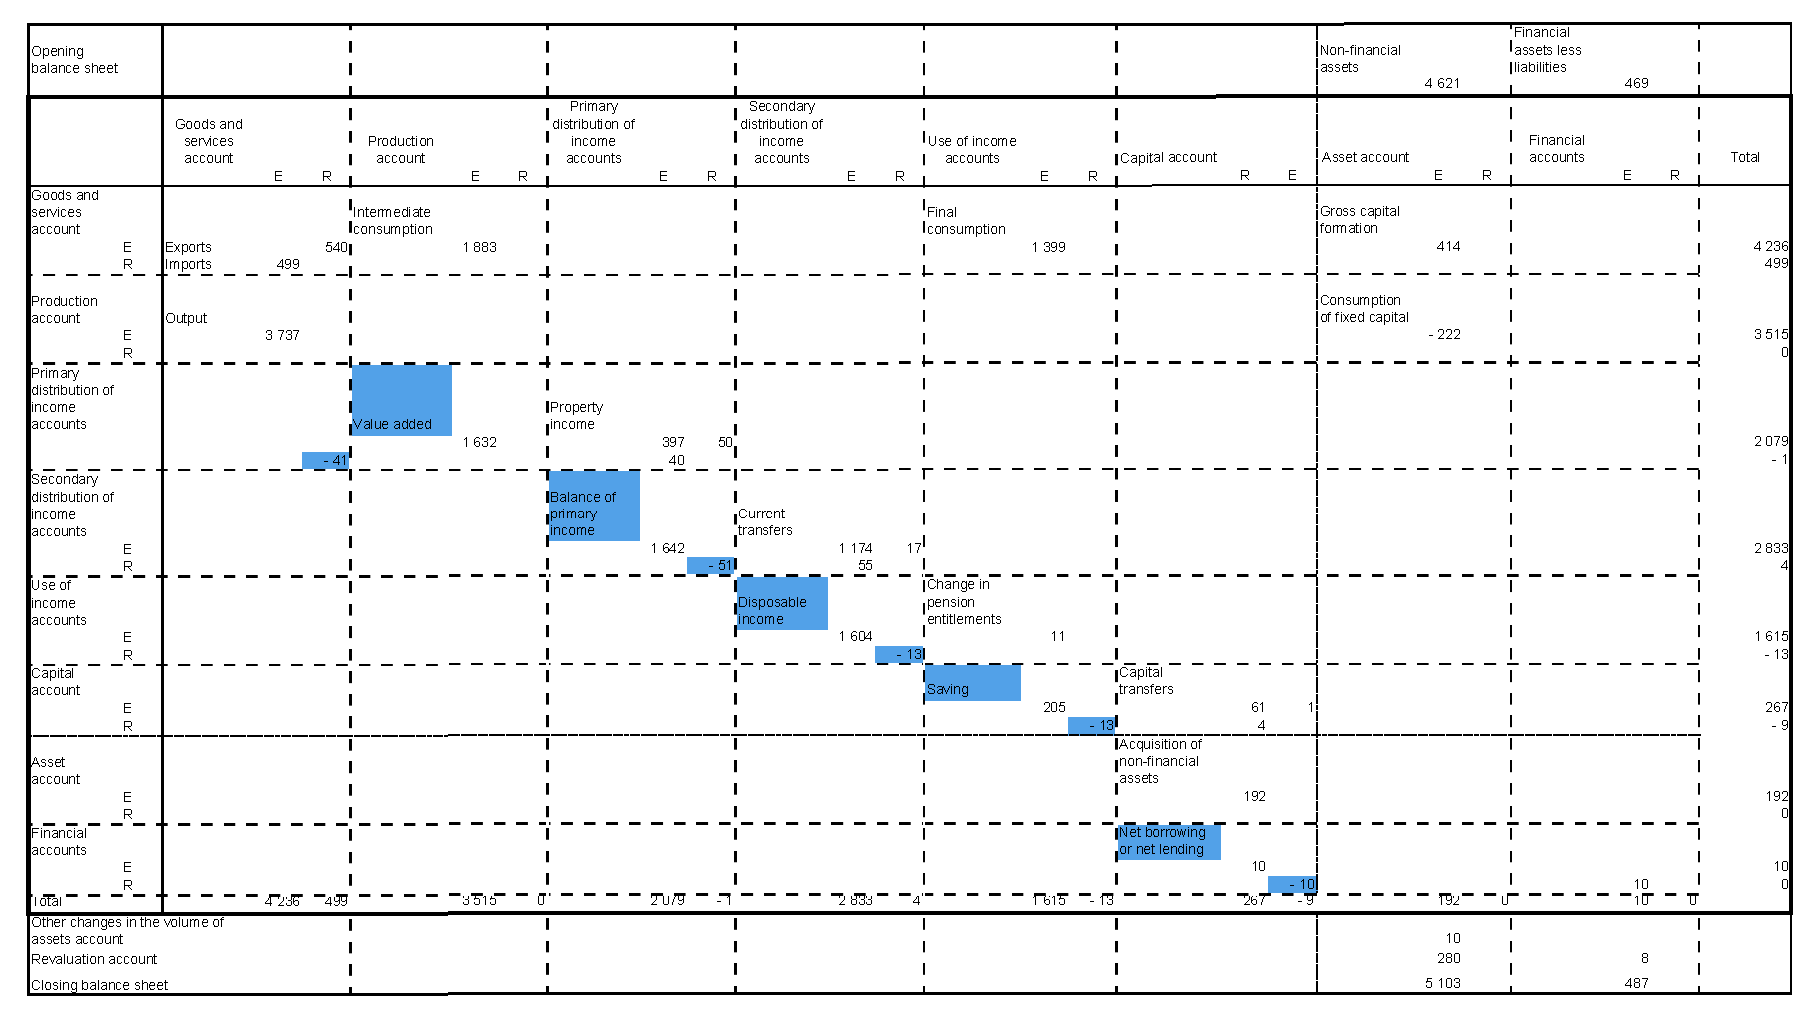 Opening
balance sheet
Non-financial
assets
4 621
Financial
assets less
liabilities
469
Goods and
services
account
E R
Production
account
E R
Primary
distribution of
income
accounts
E R
Secondary
distribution of
income
accounts
E R
Use of income
accounts
E R
Capital account
R E
Asset account
E R
Financial
accounts
E R
Total
Goods and
services
account
Intermediate
consumption
Final
consumption
Gross capital
formation
E Exports 540 1 883 1 399 414 4 236
R Imports 499 499
Production
account
Output
Consumption
of fixed capital
E 3 737 - 222 3 515
R 0
Primary
distribution of
income
accounts
Value added
Property
income
1 632 397 50 2 079
- 41 40 - 1
Secondary
distribution of
income
accounts
Balance of
primary
income
Current
transfers
E 1 642 1 174 17 2 833
R - 51 55 4
Use of
income
accounts
Disposable
income
Change in
pension
entitlements
E 1 604 11 1 615
R - 13 - 13
Capital
account
Saving
Capital
transfers
E 205 61 1 267
R - 13 4 - 9
Asset
account
Acquisition of
non-financial
assets
E 192 192
R 0
Financial
accounts
Net borrowing
or net lending
E 10 10
R - 10 10 0
Total 4 236 499 3 515 0 2 079 - 1 2 833 4 1 615 - 13 267 - 9 192 0 10 0
Other changes in the volume of
assets account
10
Revaluation account 280 8
Closing balance sheet 5 103 487